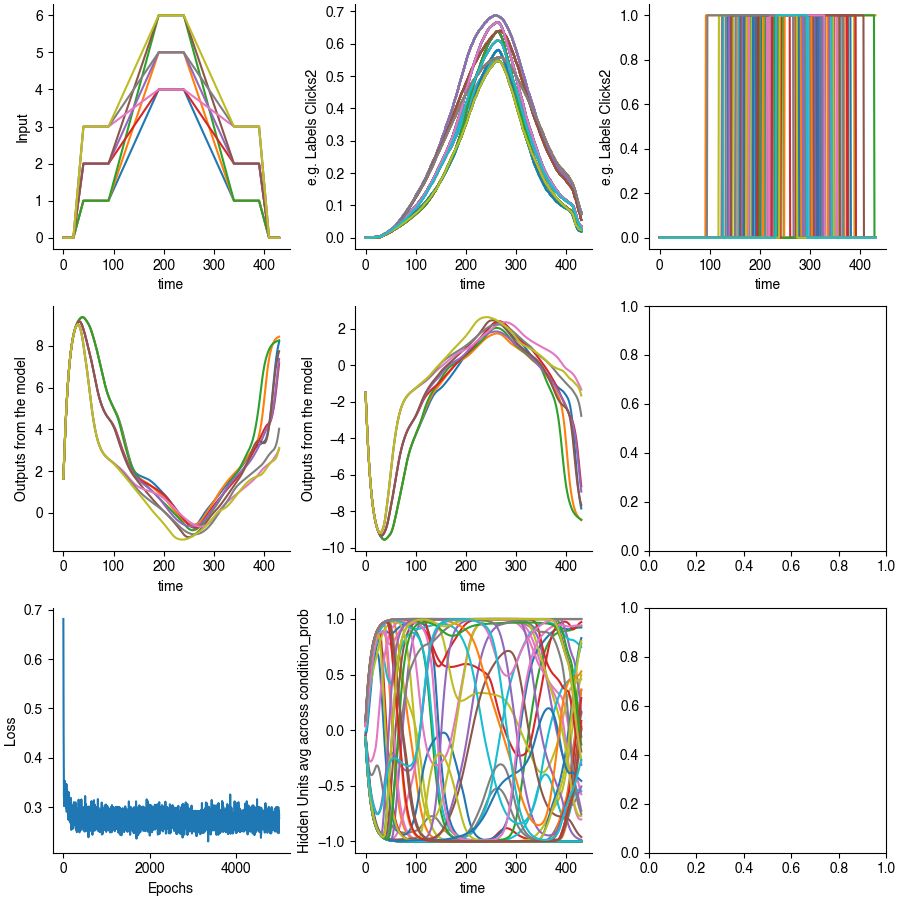 6
5
4
3
2
1
0
Input
0 100 200 300 400
time
0.7
0.6
0.5
0.4
0.3
0.2
0.1
0.0
e.g. Labels Clicks2
0 100 200 300 400
time
1.0
0.8
0.6
0.4
0.2
0.0
e.g. Labels Clicks2
0 100 200 300 400
time
8
6
4
2
0
Outputs from the model
0 100 200 300 400
time
2
0
−2
−4
−6
−8
−10
Outputs from the model
0 100 200 300 400
time
1.0
0.8
0.6
0.4
0.2
0.0
0.0 0.2 0.4 0.6 0.8 1.0
0.7
0.6
0.5
0.4
0.3
Loss
0 2000 4000
Epochs
1.0
0.5
0.0
−0.5
−1.0
Hidden Units avg across condition_prob
0 100 200 300 400
time
1.0
0.8
0.6
0.4
0.2
0.0
0.0 0.2 0.4 0.6 0.8 1.0